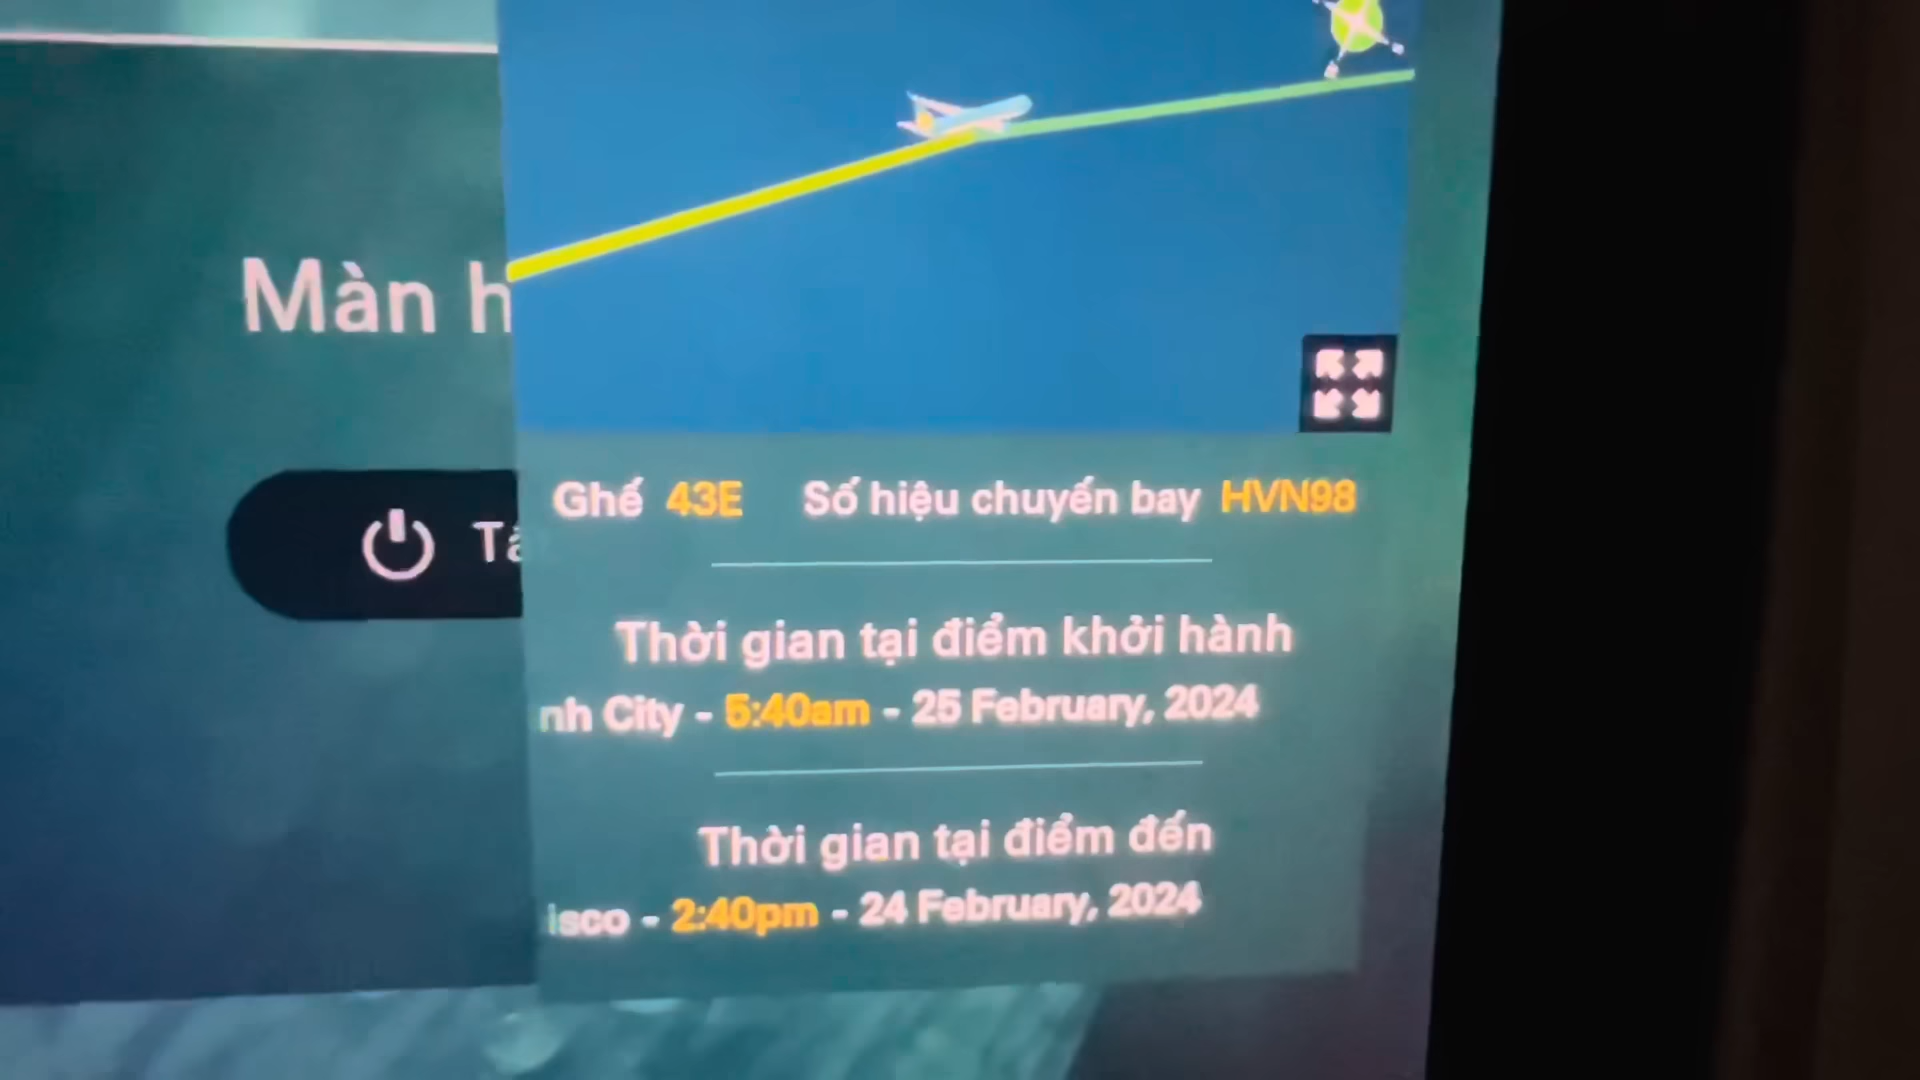 Màn h
Tắ
Ghế 43E Số hiệu chuyến bay HVN98
Thời gian tại điểm khởi hành
nh City - 5:40am - 25 February, 2024
Thời gian tại điểm đến
isco - 2:40pm - 24 February, 2024